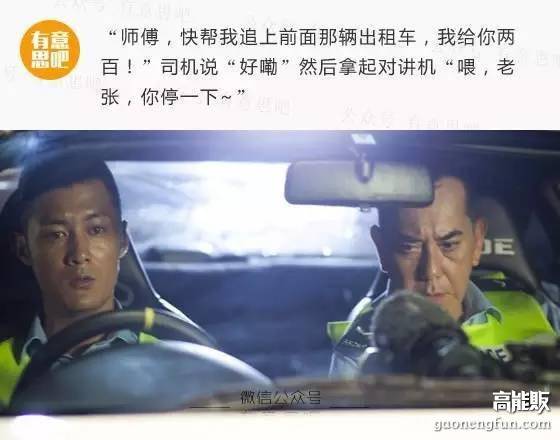 有意
思吧
“师傅，快帮我追上前面那辆出租车，我给你两
百！”司机说“好嘞”然后拿起对讲机“喂，老
张，你停一下~”
微信公众号
高能贩
gaonengfun.com